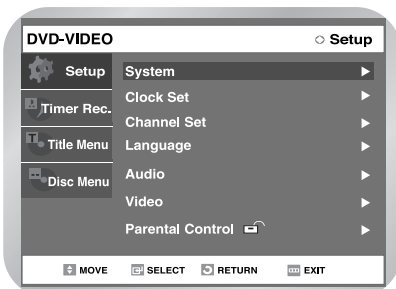 DVD-VIDEO Setup
Setup
Timer Rec.
Title Menu
Disc Menu
System
Clock Set
Channel Set
Language
Audio
Video
Parental Control
MOVE SELECT RETURN EXIT